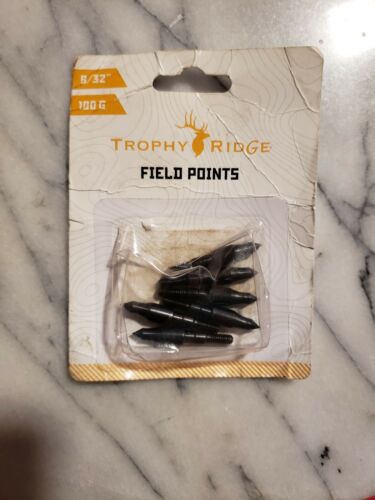 5/32"
100 G
TROPHY RIDGE
FIELD POINTS